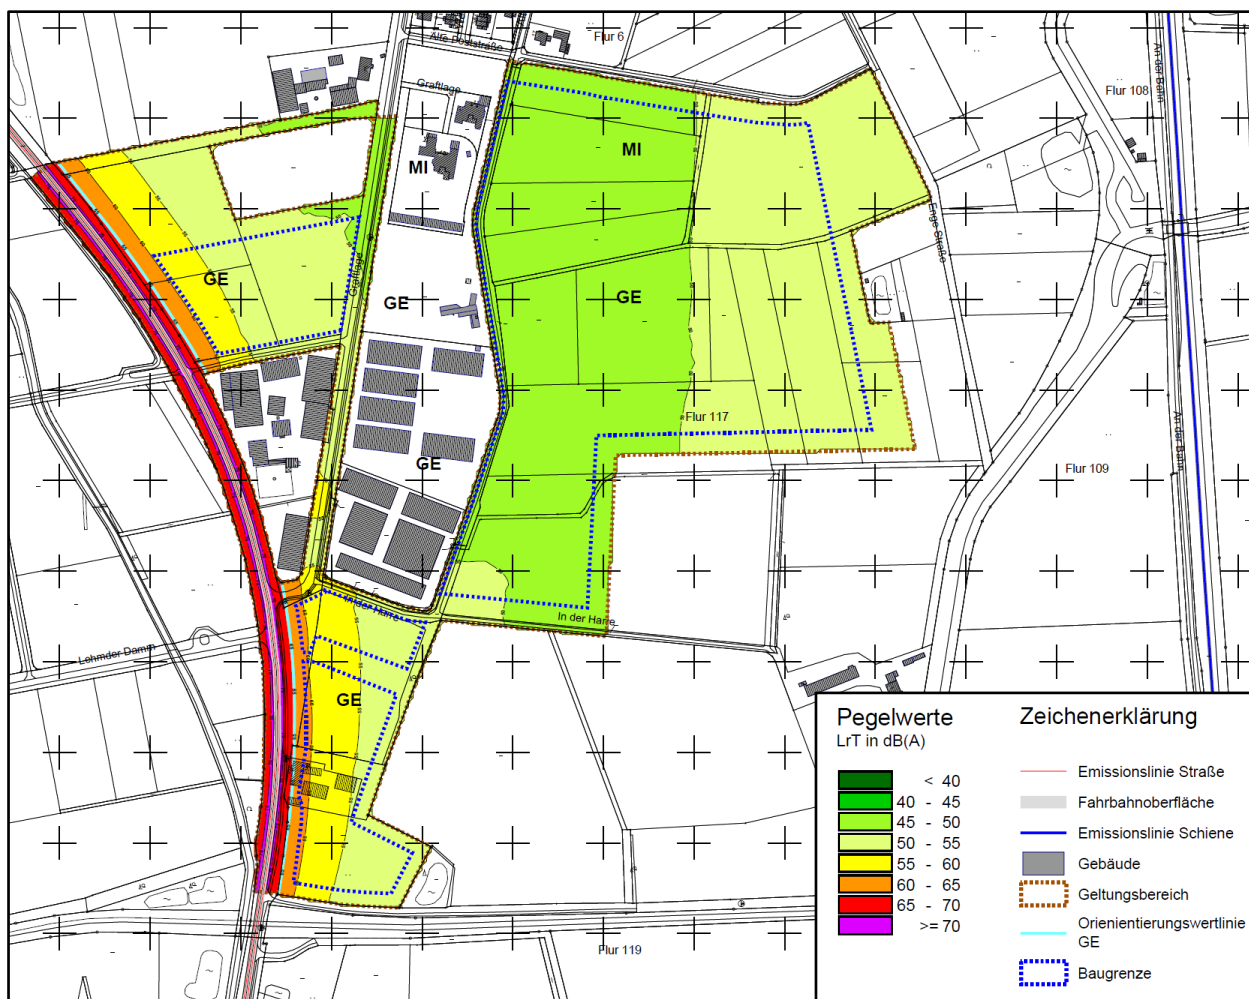 Alte Poststraße
Flur 6
An der Bahn
Flur 108
Graftlage
MI
MI
Enge Straße
GE
Graftlage
GE
GE
Flur 117
An der Bahn
GE
Flur 109
In der Harre
In der Harre
Lehmder Damm
GE
Flur 119
Pegelwerte
LrT in dB(A)
< 40
40 - 45
45 - 50
50 - 55
55 - 60
60 - 65
65 - 70
>= 70
Zeichenerklärung
Emissionslinie Straße
Fahrbahnoberfläche
Emissionslinie Schiene
Gebäude
Geltungsbereich
Orienientierungswertlinie
GE
Baugrenze